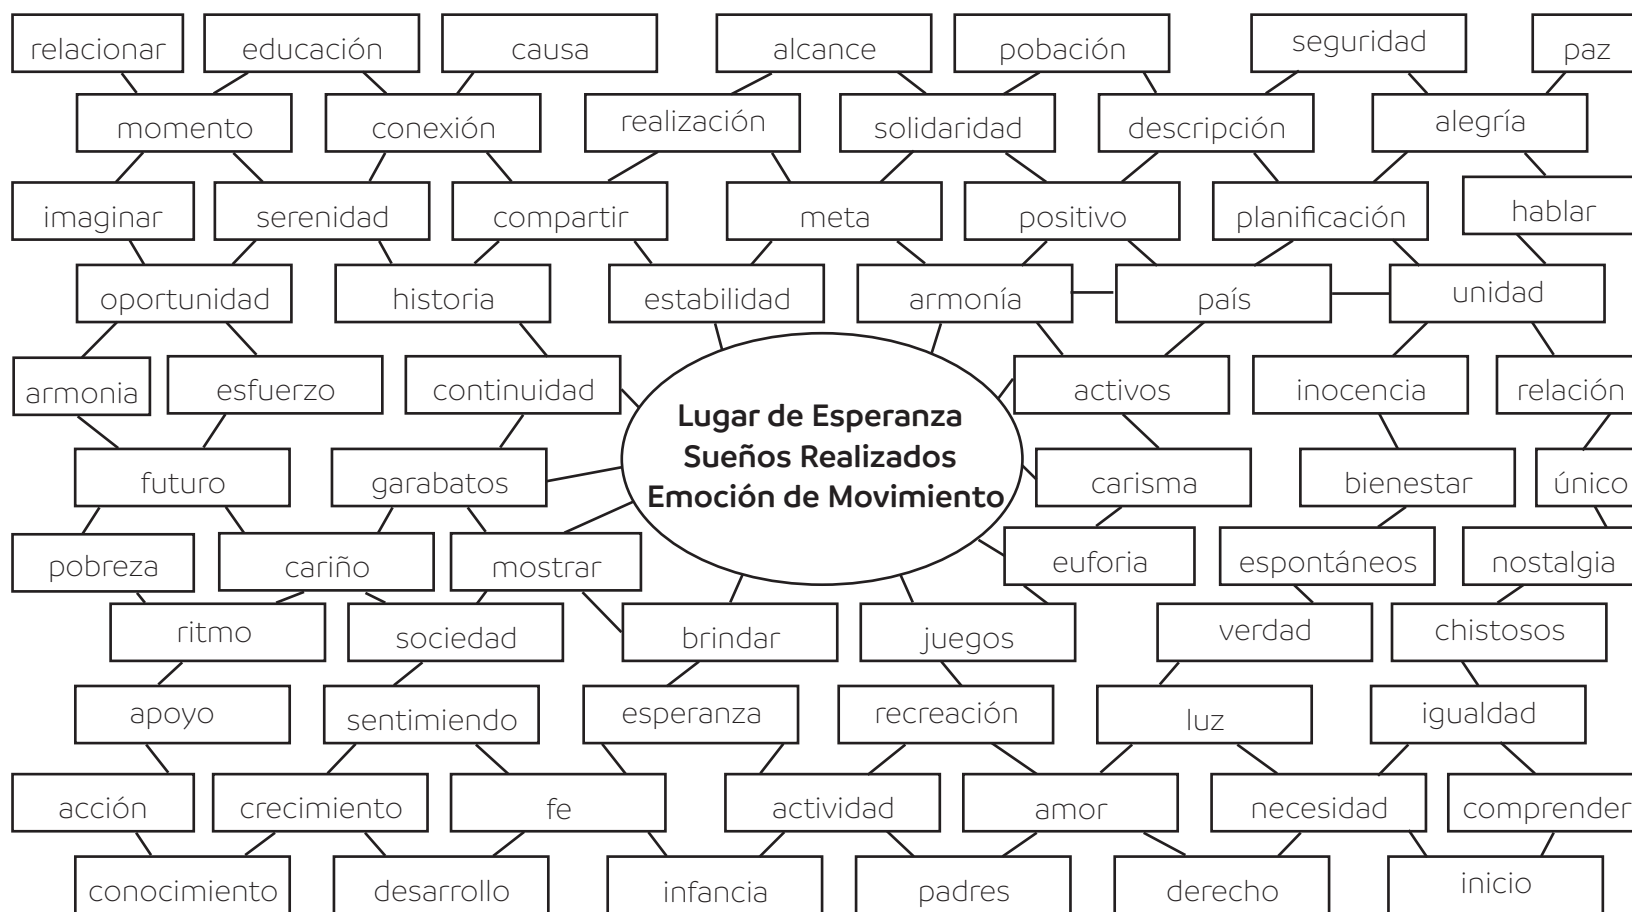 relacionar educación causa alcance pobación seguridad paz
momento conexión realización solidaridad descripción alegría
imaginar serenidad compartir meta positivo planificación hablar
oportunidad historia estabilidad armonía país unidad
armonia esfuerzo continuidad activos inocencia relación
Lugar de Esperanza
Sueños Realizados
Emoción de Movimiento
futuro garabatos carisma bienestar único
pobreza cariño mostrar euforia espontáneos nostalgia
ritmo sociedad brindar juegos verdad chistosos
apoyo sentimiendo esperanza recreación luz igualdad
acción crecimiento fe actividad amor necesidad comprender
conocimiento desarrollo infancia padres derecho inicio